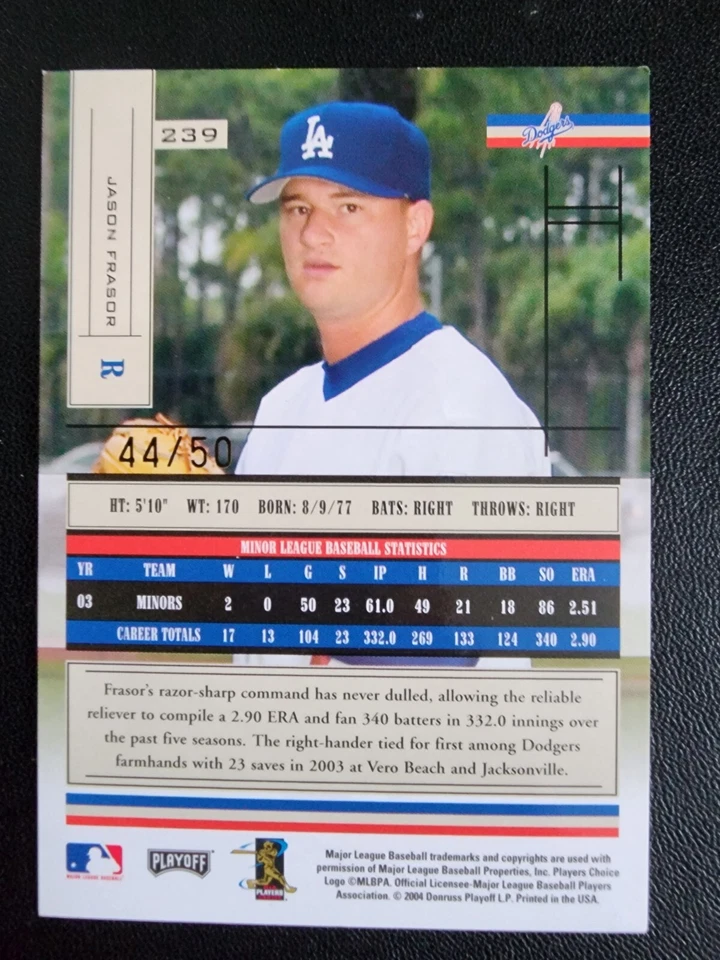 239
Dodgers
LA
JASON FRASOR
R
44/50
HT: 5'10" WT: 170 BORN: 8/9/77 BATS: RIGHT THROWS: RIGHT
MINOR LEAGUE BASEBALL STATISTICS
YR TEAM W L G S IP H R BB SO ERA
03 MINORS 2 0 50 23 61.0 49 21 18 86 2.51
CAREER TOTALS 17 13 104 23 332.0 269 133 124 340 2.90
Frasor's razor-sharp command has never dulled, allowing the reliable
reliever to compile a 2.90 ERA and fan 340 batters in 332.0 innings over
the past five seasons. The right-hander tied for first among Dodgers
farmhands with 23 saves in 2003 at Vero Beach and Jacksonville.
MAJOR LEAGUE BASEBALL
PLAYOFF
PLAYERS
Major League Baseball trademarks and copyrights are used with
permission of Major League Baseball Properties, Inc. Players Choice
Logo ©MLBPA. Official Licensee-Major League Baseball Players
Association. © 2004 Donruss Playoff L.P. Printed in the USA.